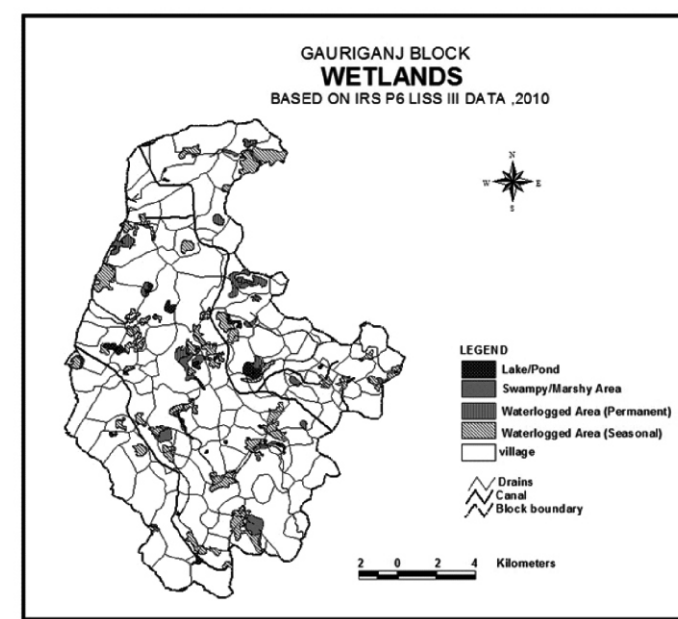 GAURIGANJ BLOCK
WETLANDS
BASED ON IRS P6 LISS III DATA ,2010
N
W E
S
LEGEND
Lake/Pond
Swampy/Marshy Area
Waterlogged Area (Permanent)
Waterlogged Area (Seasonal)
village
Drains
Canal
Block boundary
2 0 2 4 Kilometers